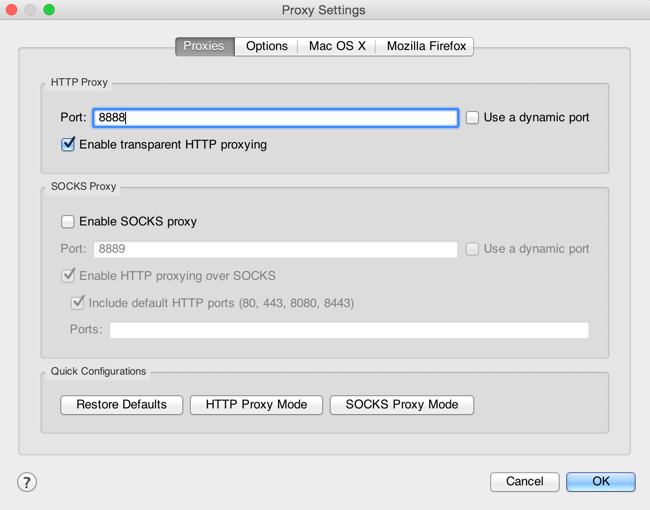 Proxy Settings
Proxies Options Mac OS X Mozilla Firefox
HTTP Proxy
Port: 8888 Use a dynamic port
Enable transparent HTTP proxying
SOCKS Proxy
Enable SOCKS proxy
Port: 8889 Use a dynamic port
Enable HTTP proxying over SOCKS
Include default HTTP ports (80, 443, 8080, 8443)
Ports:
Quick Configurations
Restore Defaults HTTP Proxy Mode SOCKS Proxy Mode
? Cancel OK